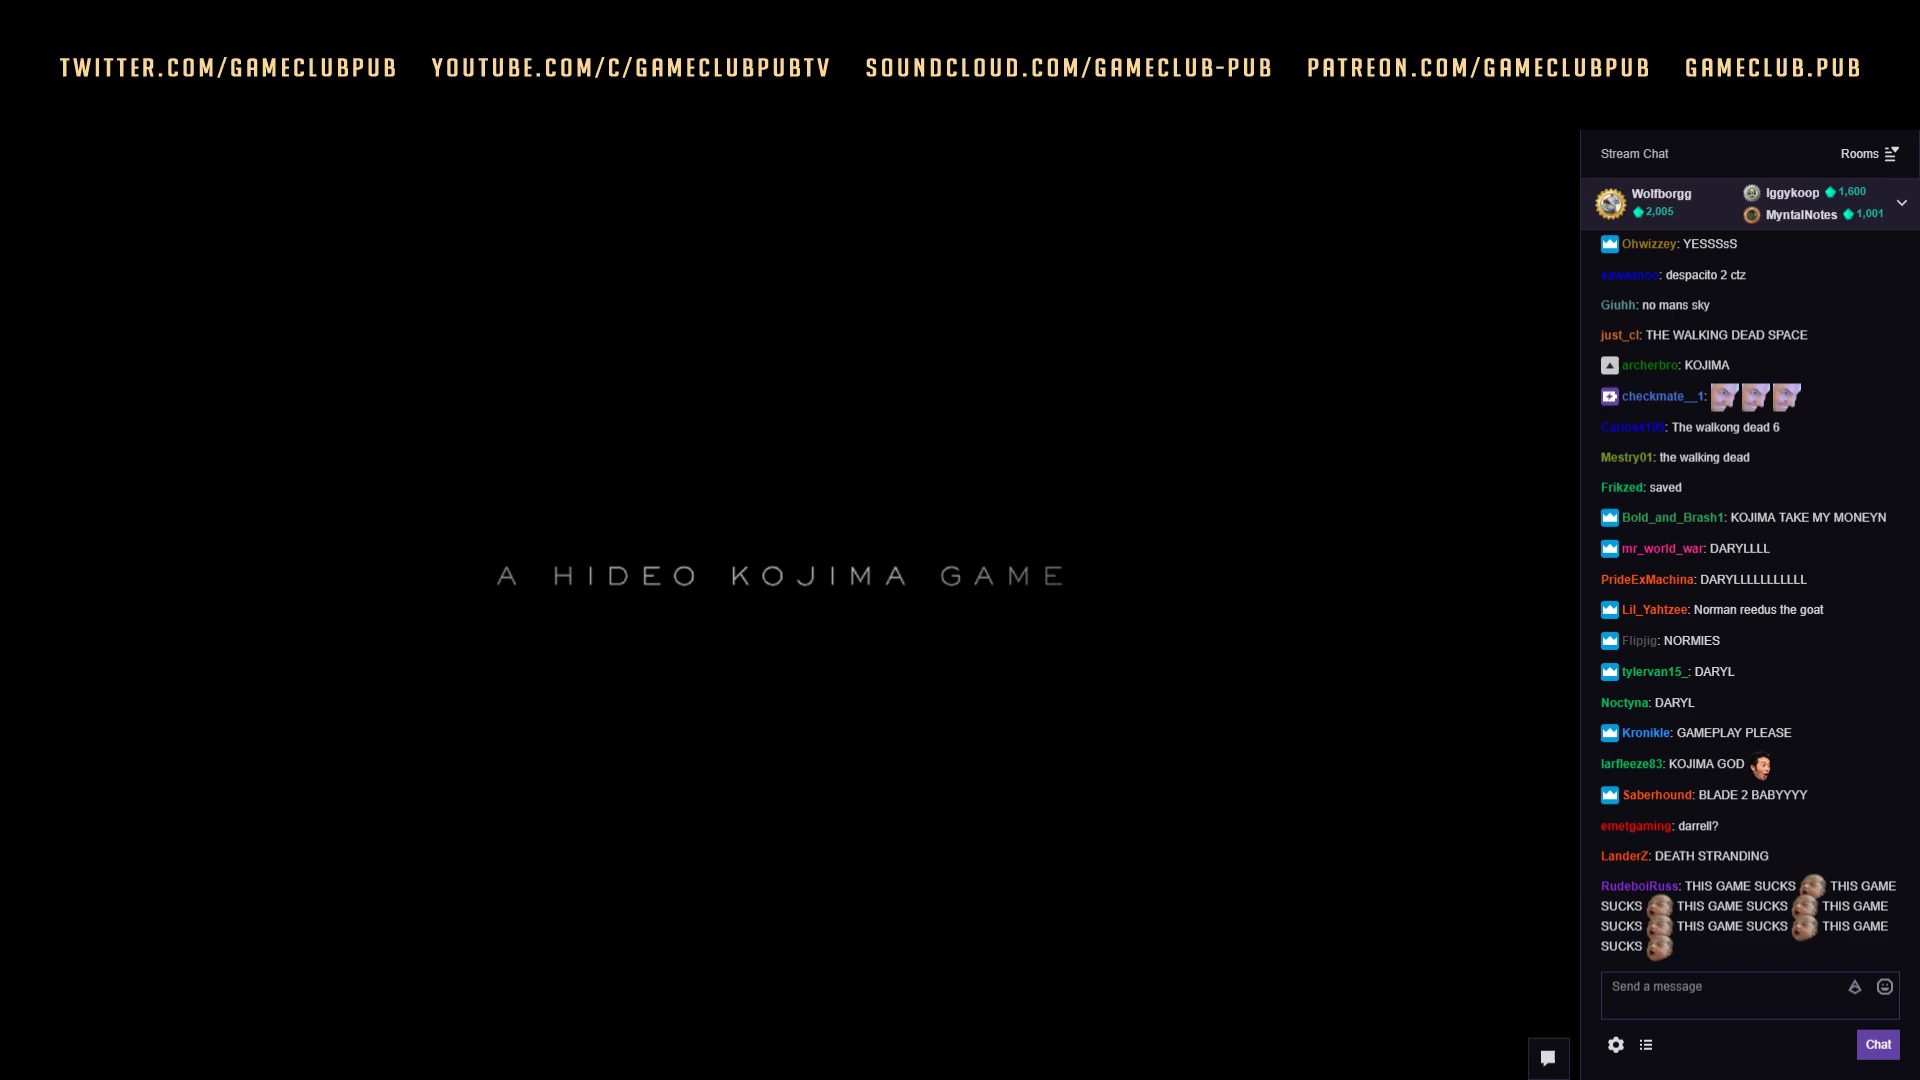 TWITTER.COM/GAMECLUBPUB YOUTUBE.COM/C/GAMECLUBPUBTV SOUNDCLOUD.COM/GAMECLUB-PUB PATREON.COM/GAMECLUBPUB GAMECLUB.PUB
A HIDEO KOJIMA GAME
Stream Chat Rooms
Wolfborgg 2,005
Iggykoop 1,600
MyntalNotes 1,001
Ohwizzey: YESSSsS
sawaanoo: despacito 2 ctz
Giuhh: no mans sky
just_cl: THE WALKING DEAD SPACE
archerbro: KOJIMA
checkmate__1:
Carlos4195: The walkong dead 6
Mestry01: the walking dead
Frikzed: saved
Bold_and_Brash1: KOJIMA TAKE MY MONEYN
mr_world_war: DARYLLLL
PrideExMachina: DARYLLLLLLLLLLL
Lil_Yahtzee: Norman reedus the goat
Flipjig: NORMIES
tylervan15_: DARYL
Noctyna: DARYL
Kronikle: GAMEPLAY PLEASE
larfleeze83: KOJIMA GOD
Saberhound: BLADE 2 BABYYYY
emetgaming: darrell?
LanderZ: DEATH STRANDING
RudeboiRuss: THIS GAME SUCKS THIS GAME
SUCKS THIS GAME SUCKS THIS GAME
SUCKS THIS GAME SUCKS THIS GAME
SUCKS
Send a message
Chat